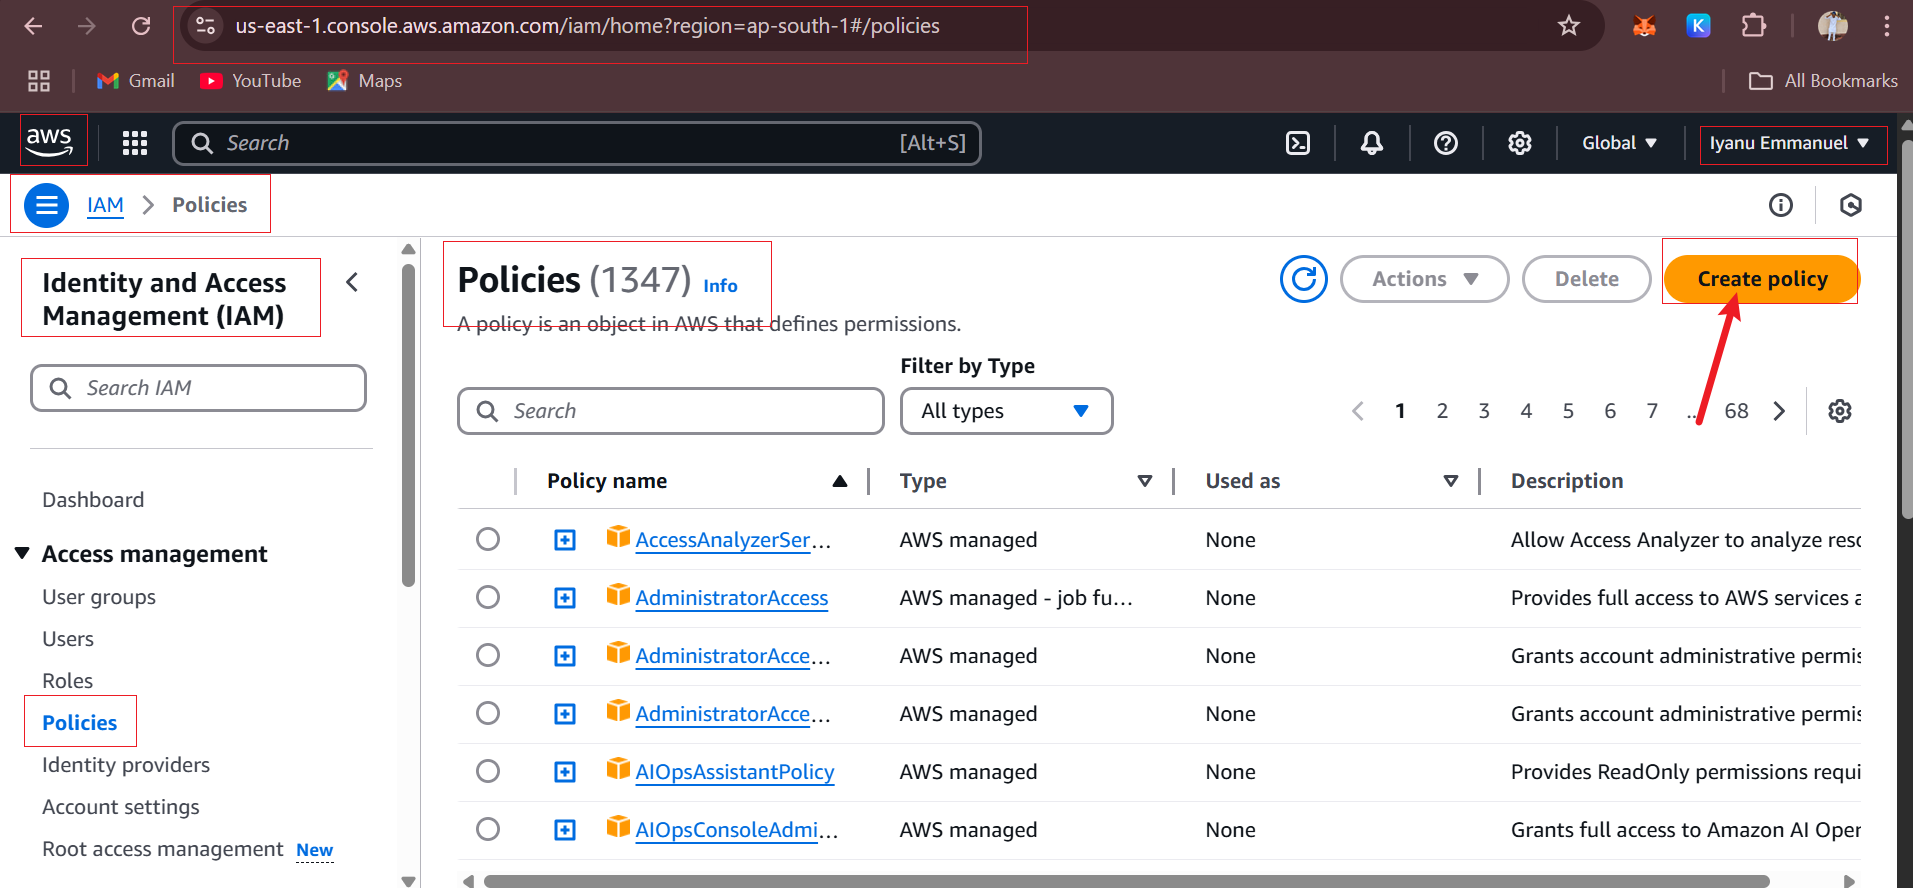 us-east-1.console.aws.amazon.com/iam/home?region=ap-south-1#/policies
K
Gmail
YouTube
Maps
All Bookmarks
aws
Search
[Alt+S]
Global
Iyanu Emmanuel
IAM
Policies
Identity and Access
Management (IAM)
Search IAM
Dashboard
Access management
User groups
Users
Roles
Policies
Identity providers
Account settings
Root access management New
Policies (1347) Info
A policy is an object in AWS that defines permissions.
Actions
Delete
Create policy
Filter by Type
Search
All types
1 2 3 4 5 6 7 ... 68
Policy name Type Used as Description
AccessAnalyzerSer... AWS managed None Allow Access Analyzer to analyze resc
AdministratorAccess AWS managed - job fu... None Provides full access to AWS services a
AdministratorAcce... AWS managed None Grants account administrative permis
AdministratorAcce... AWS managed None Grants account administrative permis
AIOpsAssistantPolicy AWS managed None Provides ReadOnly permissions requi
AIOpsConsoleAdmi... AWS managed None Grants full access to Amazon AI Oper